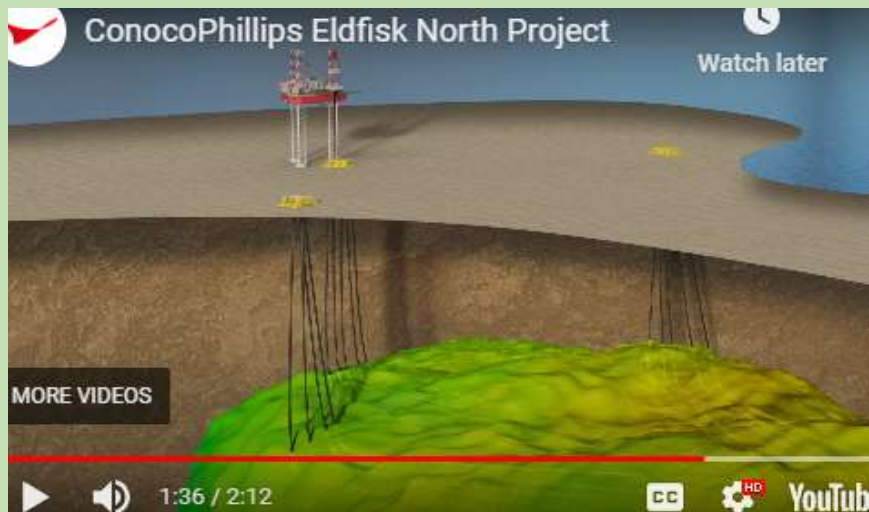 ConocoPhillips Eldfisk North Project
Watch later
MORE VIDEOS
1:36 / 2:12
CC
HD
YouTub